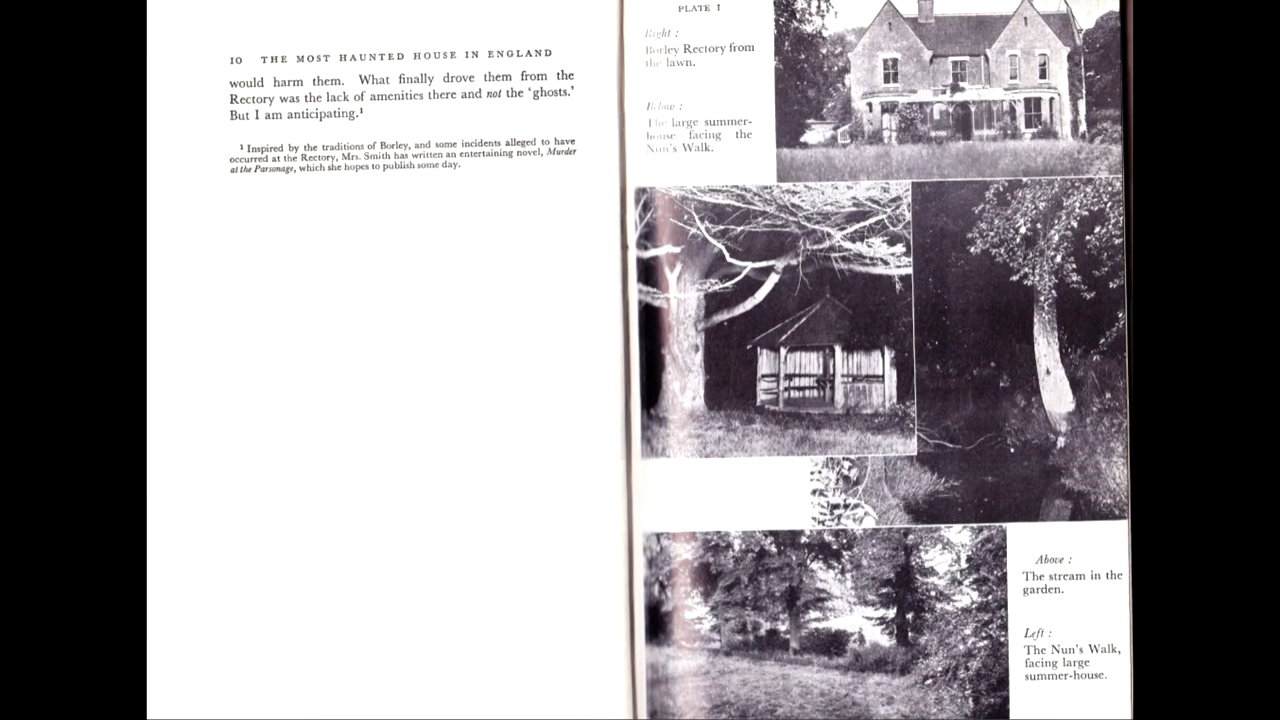 10 THE MOST HAUNTED HOUSE IN ENGLAND
would harm them. What finally drove them from the
Rectory was the lack of amenities there and not the ‘ghosts.’
But I am anticipating.¹
¹ Inspired by the traditions of Borley, and some incidents alleged to have
occurred at the Rectory, Mrs. Smith has written an entertaining novel, Murder
at the Parsonage, which she hopes to publish some day.
PLATE I
Right :
Borley Rectory from
the lawn.
Below :
The large summer-
house facing the
Nun's Walk.
Above :
The stream in the
garden.
Left :
The Nun's Walk,
facing large
summer-house.